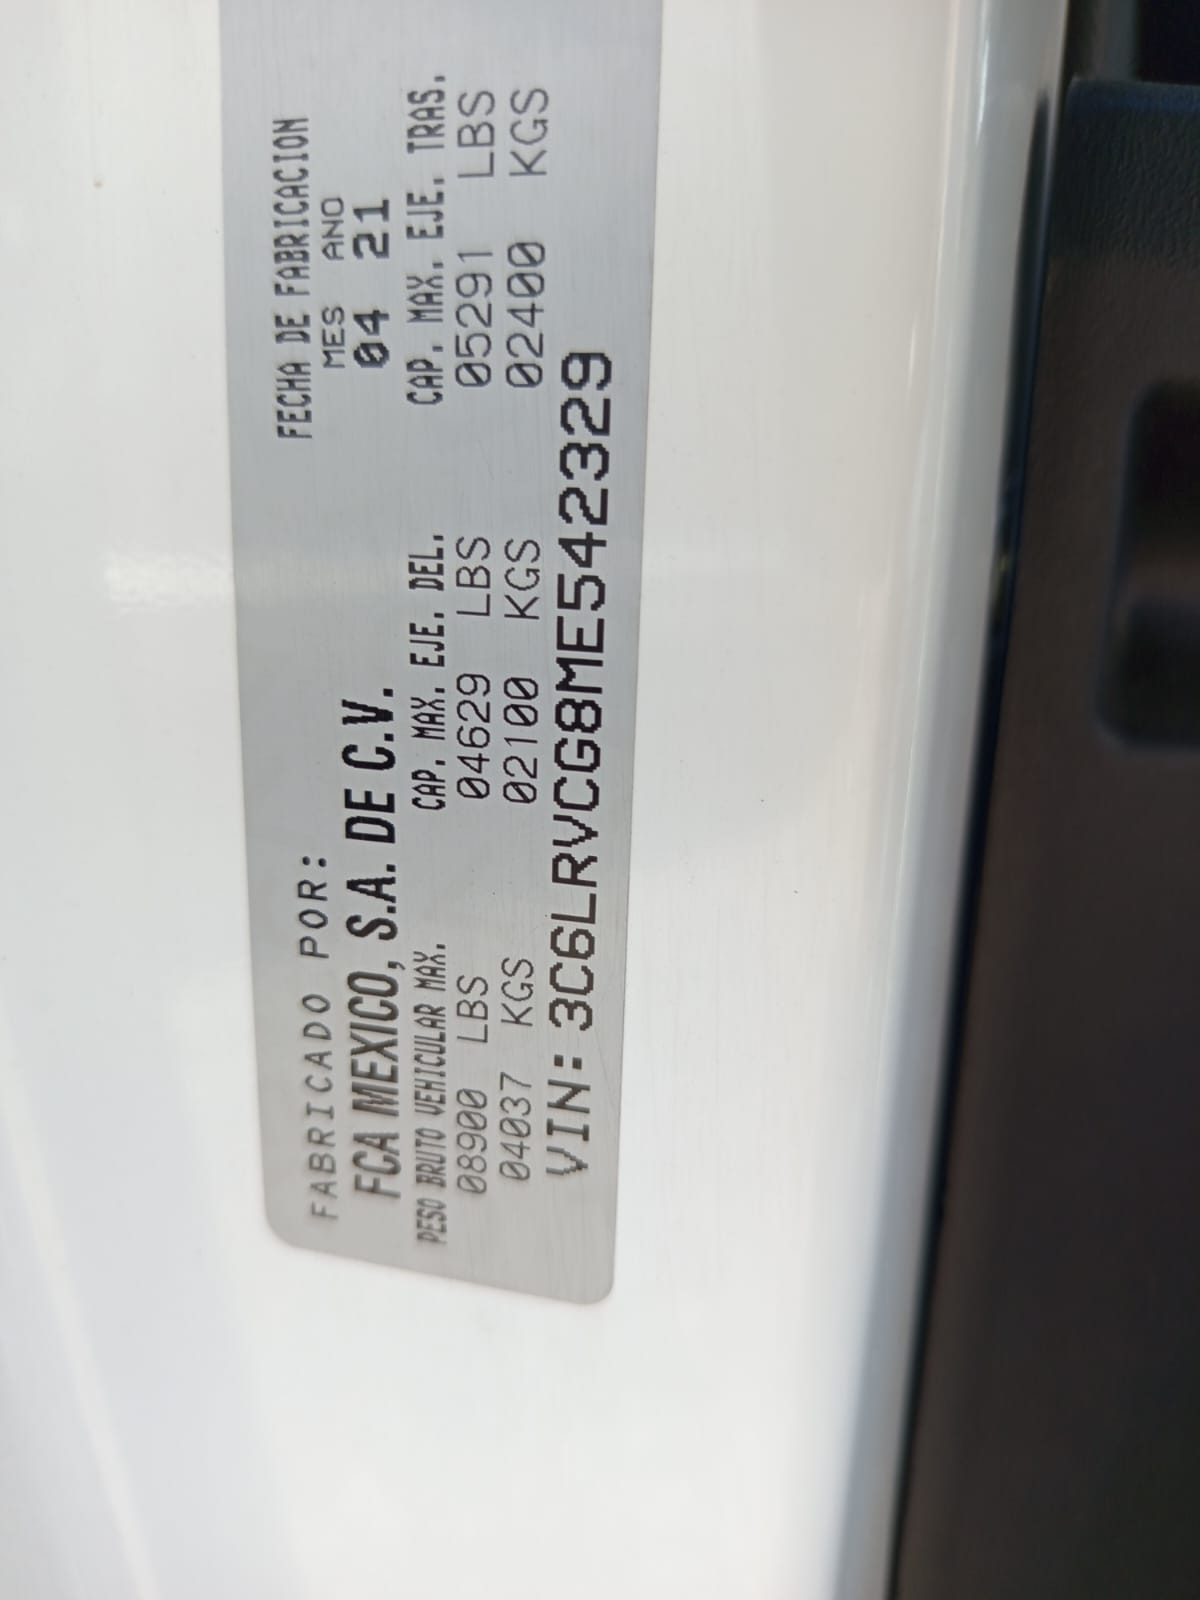 FABRICADO POR:
FCA MEXICO, S.A. DE C.V.
FECHA DE FABRICACION
MES ANO
04 21
PESO BRUTO VEHICULAR MAX. CAP. MAX. EJE. DEL. CAP. MAX. EJE. TRAS.
08900 LBS 04629 LBS 05291 LBS
04037 KGS 02100 KGS 02400 KGS
VIN: 3C6LRVCG8ME542329